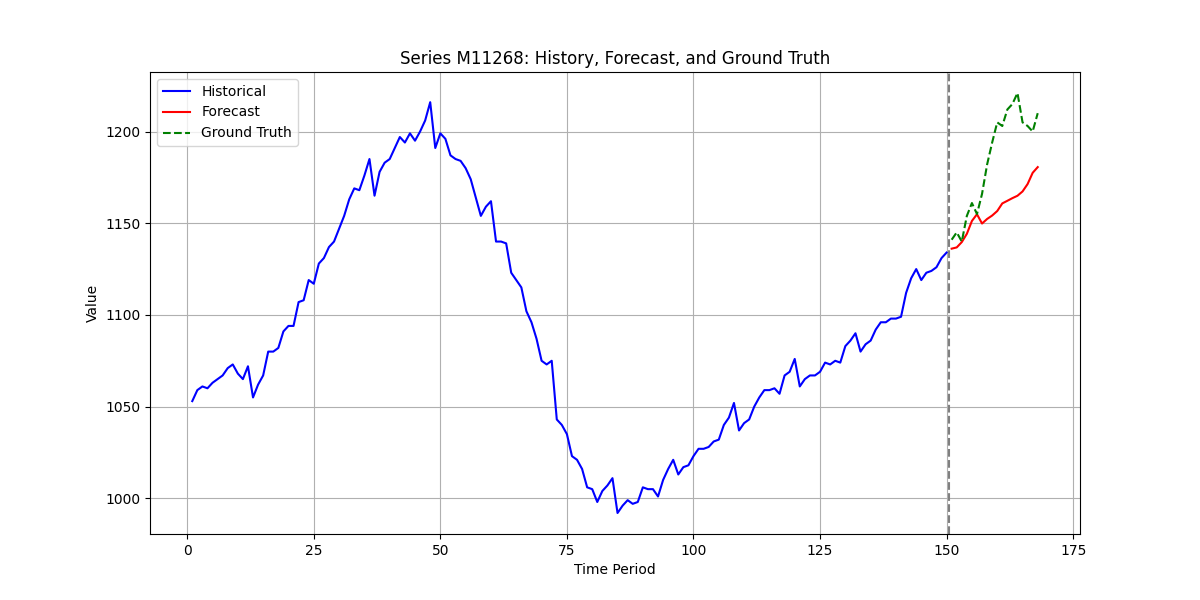 Series M11268: History, Forecast, and Ground Truth
Historical
Forecast
Ground Truth
Value
1200
1150
1100
1050
1000
0 25 50 75 100 125 150 175
Time Period